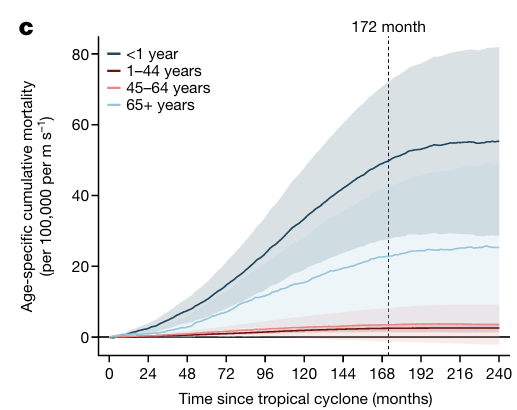 c
172 month
<1 year
1–44 years
45–64 years
65+ years
Age-specific cumulative mortality
(per 100,000 per m s⁻¹)
80
60
40
20
0
0 24 48 72 96 120 144 168 192 216 240
Time since tropical cyclone (months)